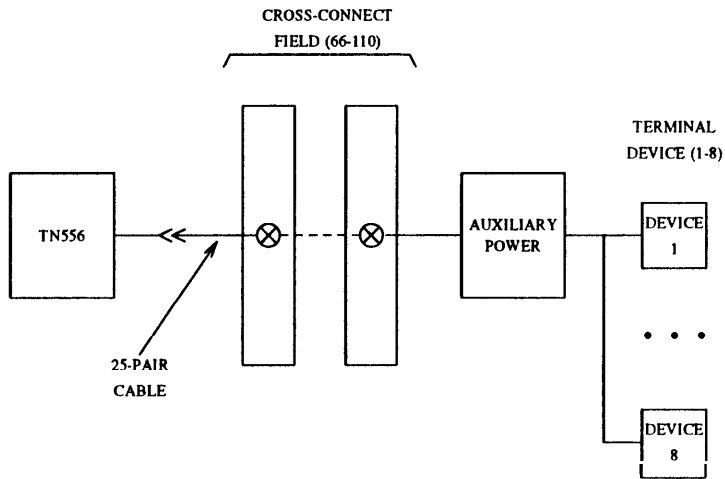 CROSS-CONNECT
FIELD (66-110)
TERMINAL
DEVICE (1-8)
TN556
AUXILIARY
POWER
DEVICE
1
25-PAIR
CABLE
DEVICE
8